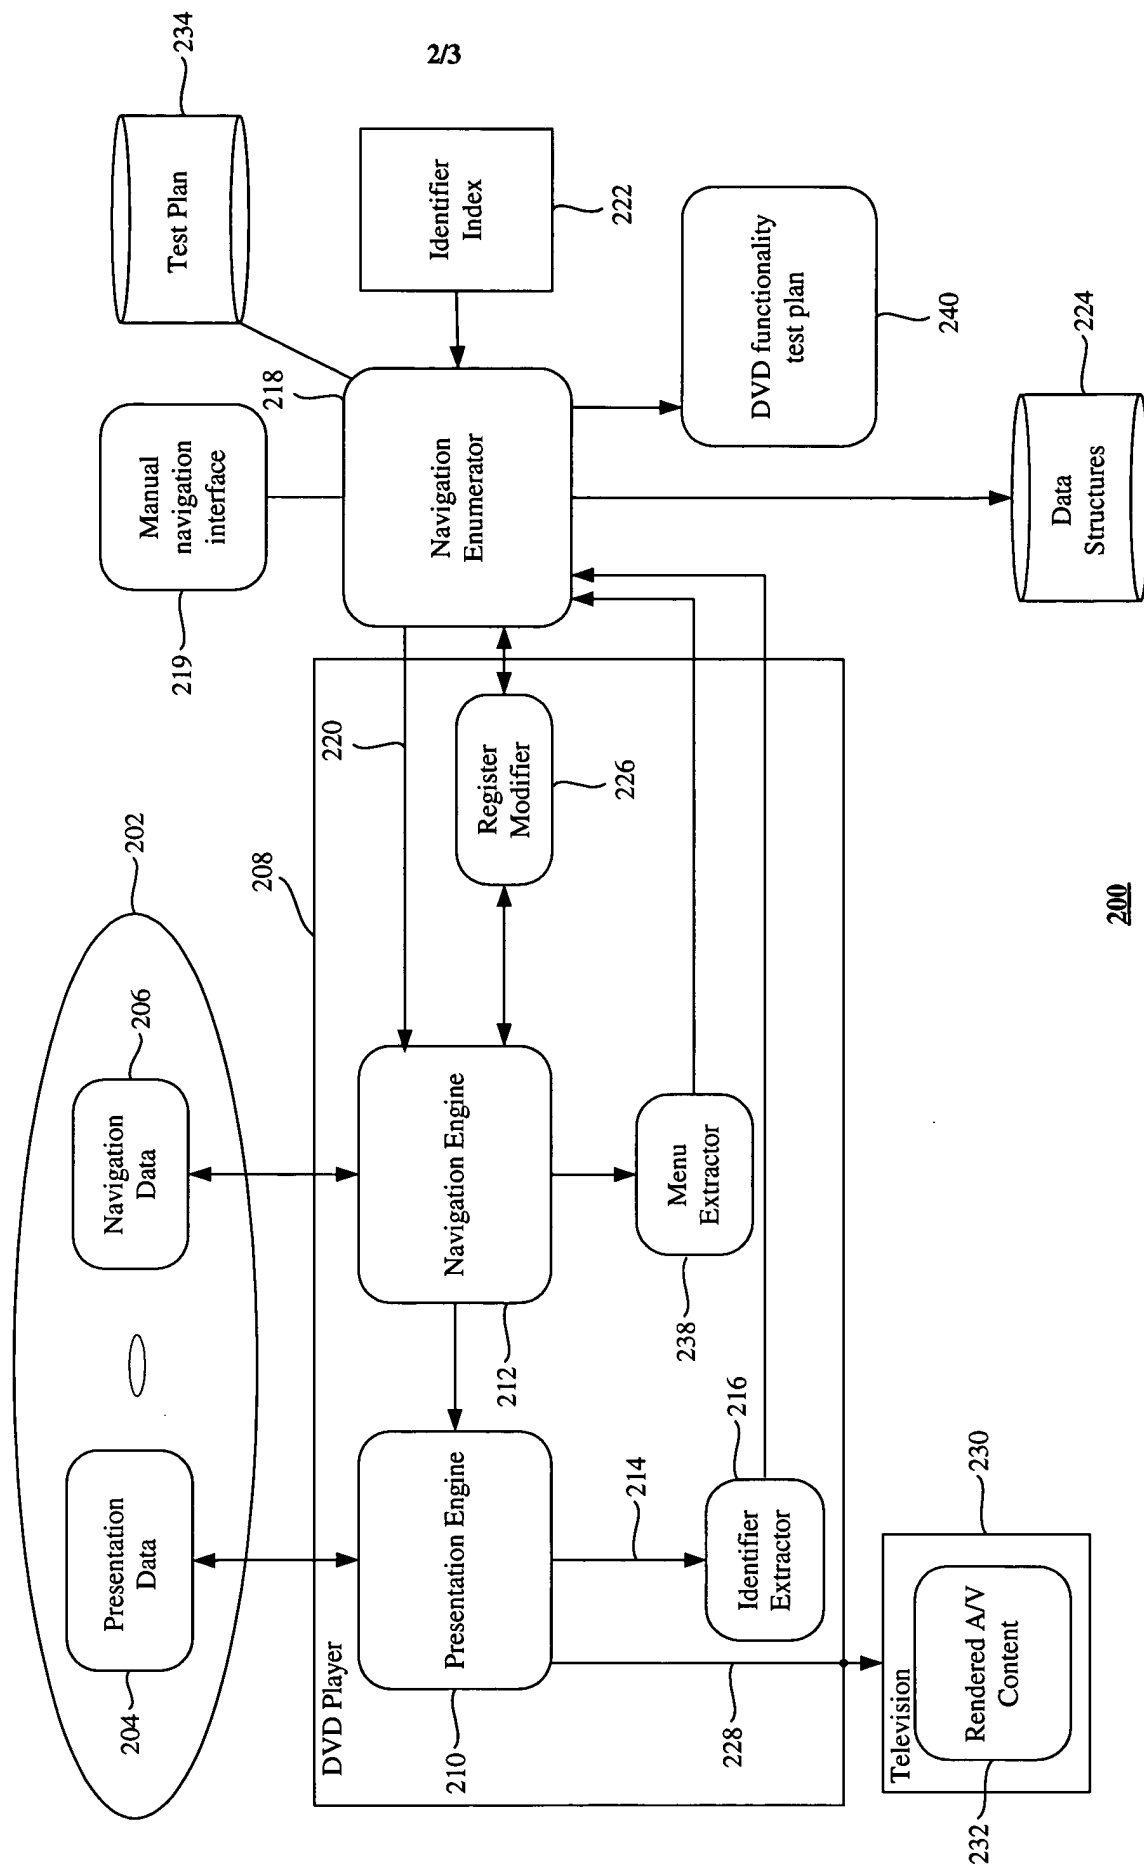 2/3
202
Presentation
Data
204
Navigation
Data
206
208
DVD Player
Presentation Engine
210
Navigation Engine
212
214
Identifier
Extractor
216
Menu
Extractor
238
220
Register
Modifier
226
228
Television
230
Rendered A/V
Content
232
Manual
navigation
interface
219
218
Navigation
Enumerator
Test Plan
234
Identifier
Index
222
DVD functionality
test plan
240
Data
Structures
224
200